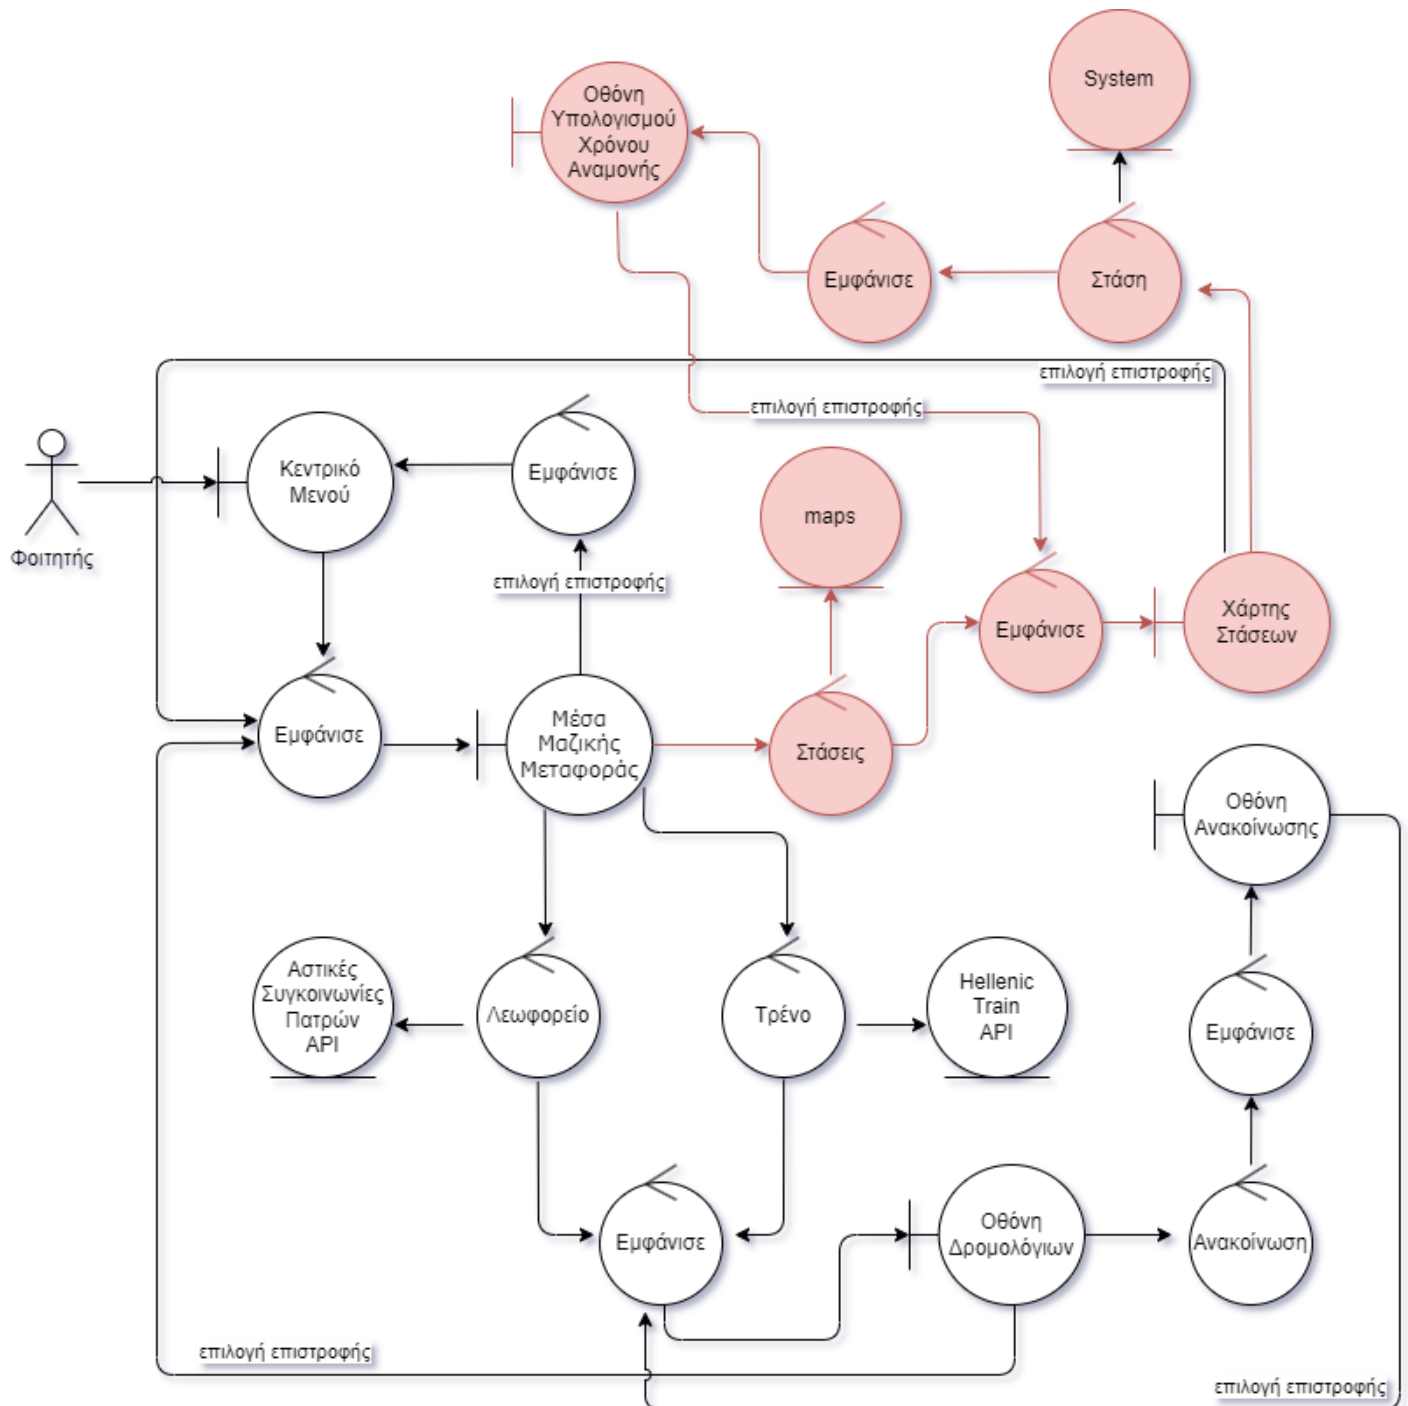 System
Οθόνη
Υπολογισμού
Χρόνου
Αναμονής
Εμφάνισε
Στάση
επιλογή επιστροφής
επιλογή επιστροφής
Κεντρικό
Μενού
Εμφάνισε
maps
Φοιτητής
επιλογή επιστροφής
Εμφάνισε
Χάρτης
Στάσεων
Εμφάνισε
Μέσα
Μαζικής
Μεταφοράς
Στάσεις
Οθόνη
Ανακοίνωσης
Αστικές
Συγκοινωνίες
Πατρών
API
Λεωφορείο
Τρένο
Hellenic
Train
API
Εμφάνισε
Εμφάνισε
Οθόνη
Δρομολόγιων
Ανακοίνωση
επιλογή επιστροφής
επιλογή επιστροφής